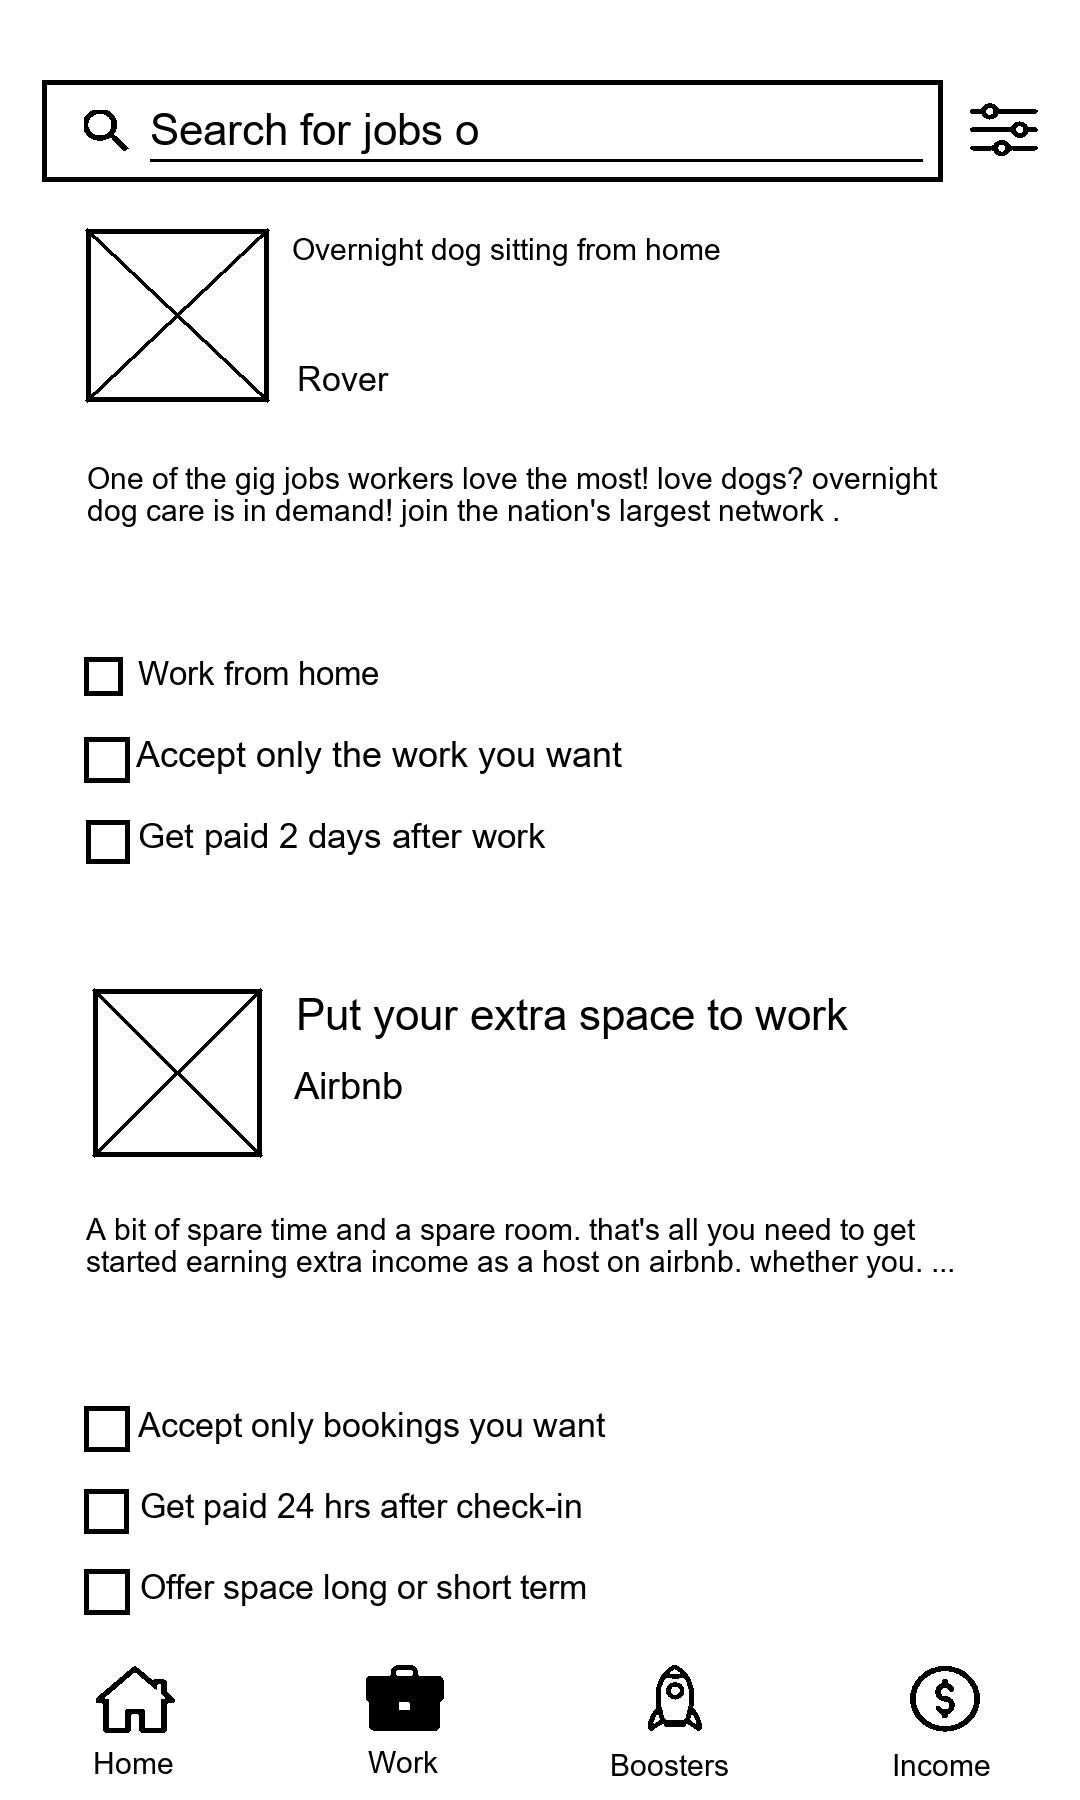 Search for jobs o
Overnight dog sitting from home
Rover
One of the gig jobs workers love the most! love dogs? overnight
dog care is in demand! join the nation's largest network .
Work from home
Accept only the work you want
Get paid 2 days after work
Put your extra space to work
Airbnb
A bit of spare time and a spare room. that's all you need to get
started earning extra income as a host on airbnb. whether you. ...
Accept only bookings you want
Get paid 24 hrs after check-in
Offer space long or short term
Home Work Boosters Income